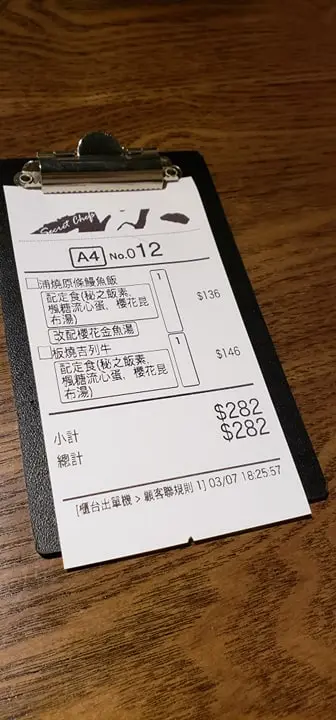 Secret Chop
A4 No.012
浦燒原條鰻魚飯 1 $136
記定食(秘之飯素、
楓糖流心蛋、櫻花昆
布湯)
改配櫻花金魚湯
板燒吉列牛 1 $146
記定食(秘之飯素、
楓糖流心蛋、櫻花昆
布湯)
小計 $282
總計 $282
[櫃台出單機 > 顧客聯規則 1] 03/07 18:25:57